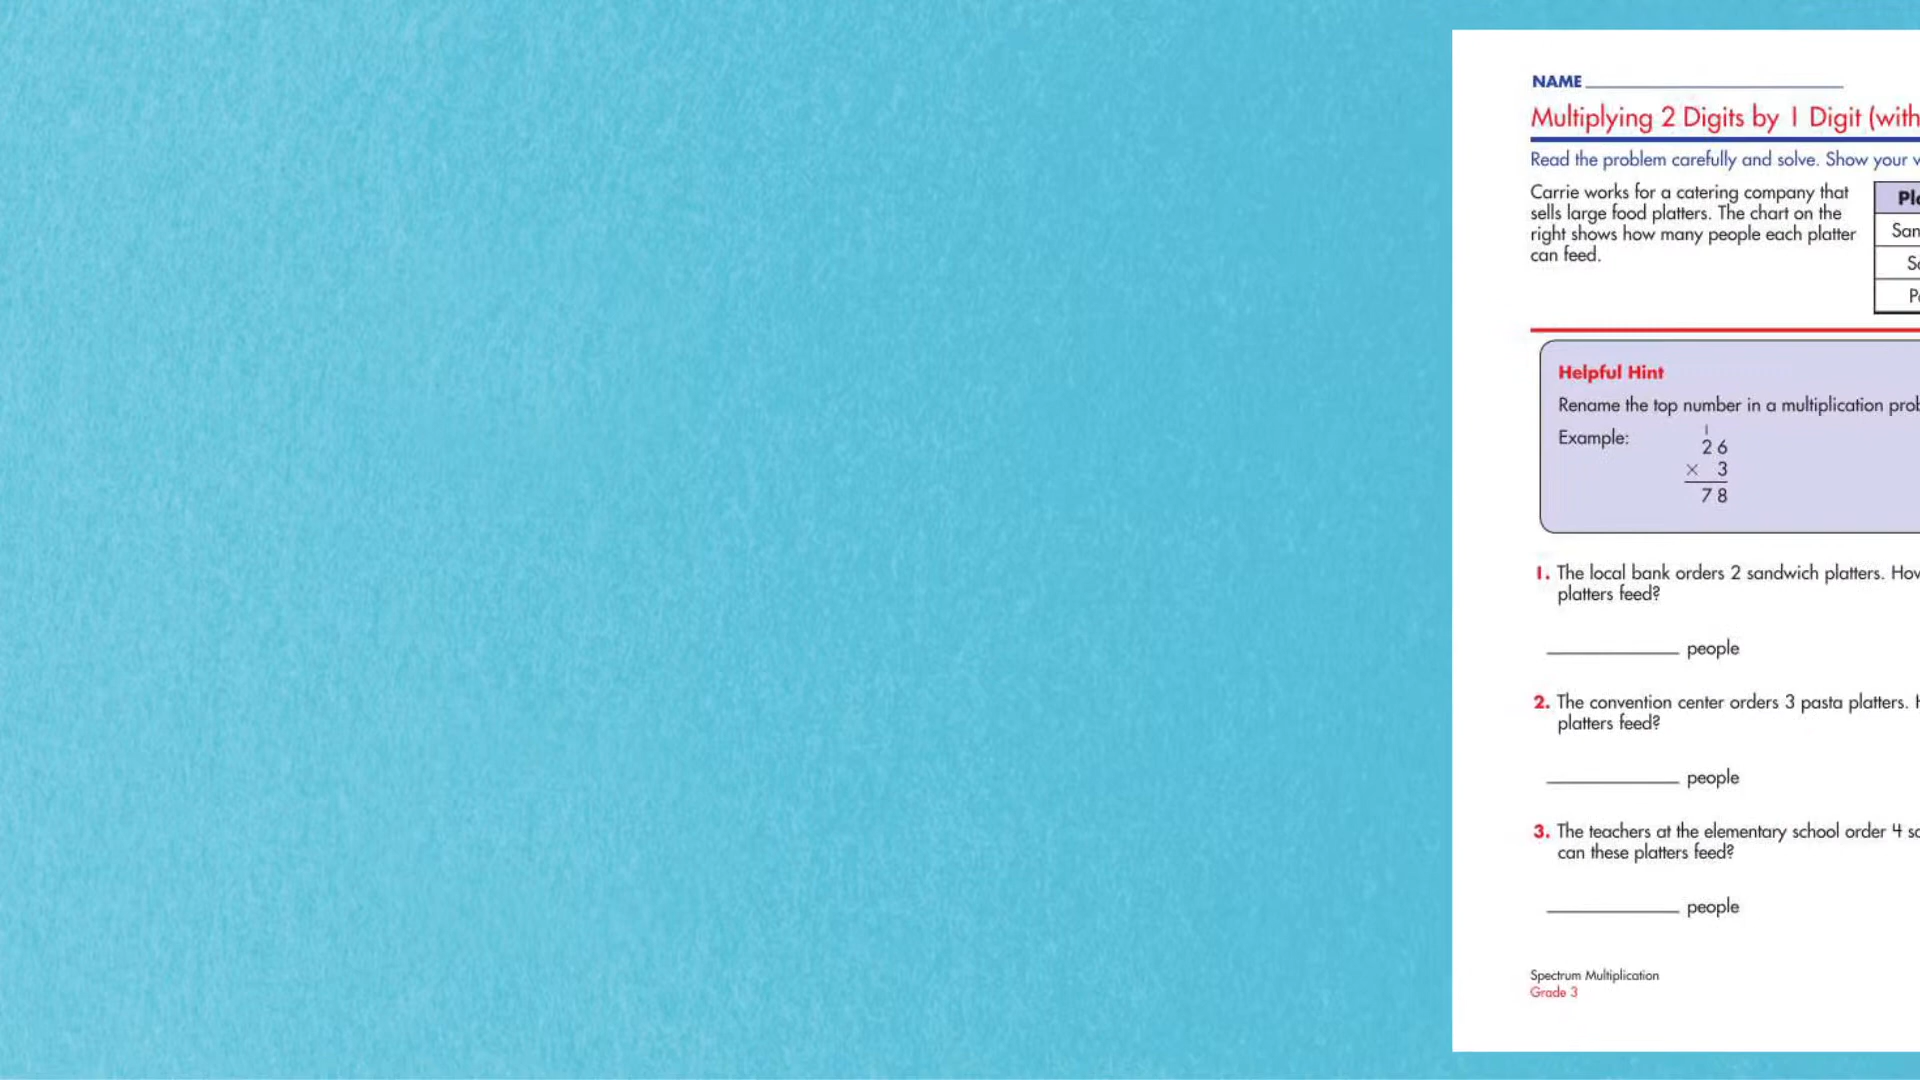 NAME
Multiplying 2 Digits by 1 Digit (with
Read the problem carefully and solve. Show your
Carrie works for a catering company that
sells large food platters. The chart on the
right shows how many people each platter
can feed.
Helpful Hint
Rename the top number in a multiplication
Example:
1
2 6
× 3
7 8
1. The local bank orders 2 sandwich platters.
platters feed?
people
2. The convention center orders 3 pasta platters.
platters feed?
people
3. The teachers at the elementary school order 4
can these platters feed?
people
Spectrum Multiplication
Grade 3